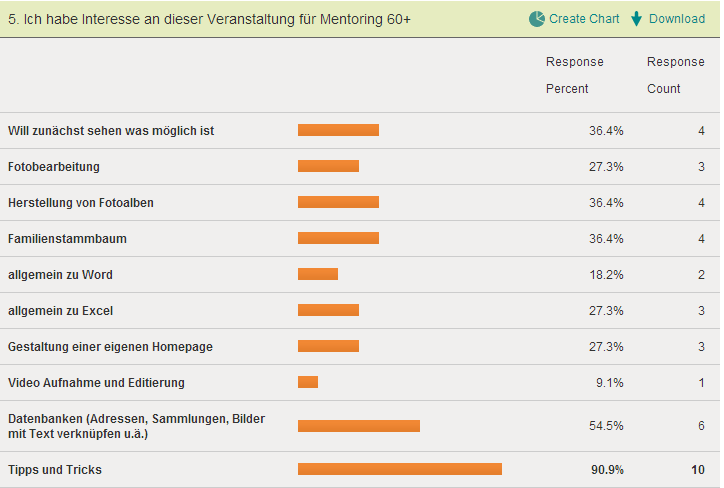 5. Ich habe Interesse an dieser Veranstaltung für Mentoring 60+ Create Chart Download
Response Response
Percent Count
Will zunächst sehen was möglich ist 36.4% 4
Fotobearbeitung 27.3% 3
Herstellung von Fotoalben 36.4% 4
Familienstammbaum 36.4% 4
allgemein zu Word 18.2% 2
allgemein zu Excel 27.3% 3
Gestaltung einer eigenen Homepage 27.3% 3
Video Aufnahme und Editierung 9.1% 1
Datenbanken (Adressen, Sammlungen, Bilder
mit Text verknüpfen u.ä.) 54.5% 6
Tipps und Tricks 90.9% 10